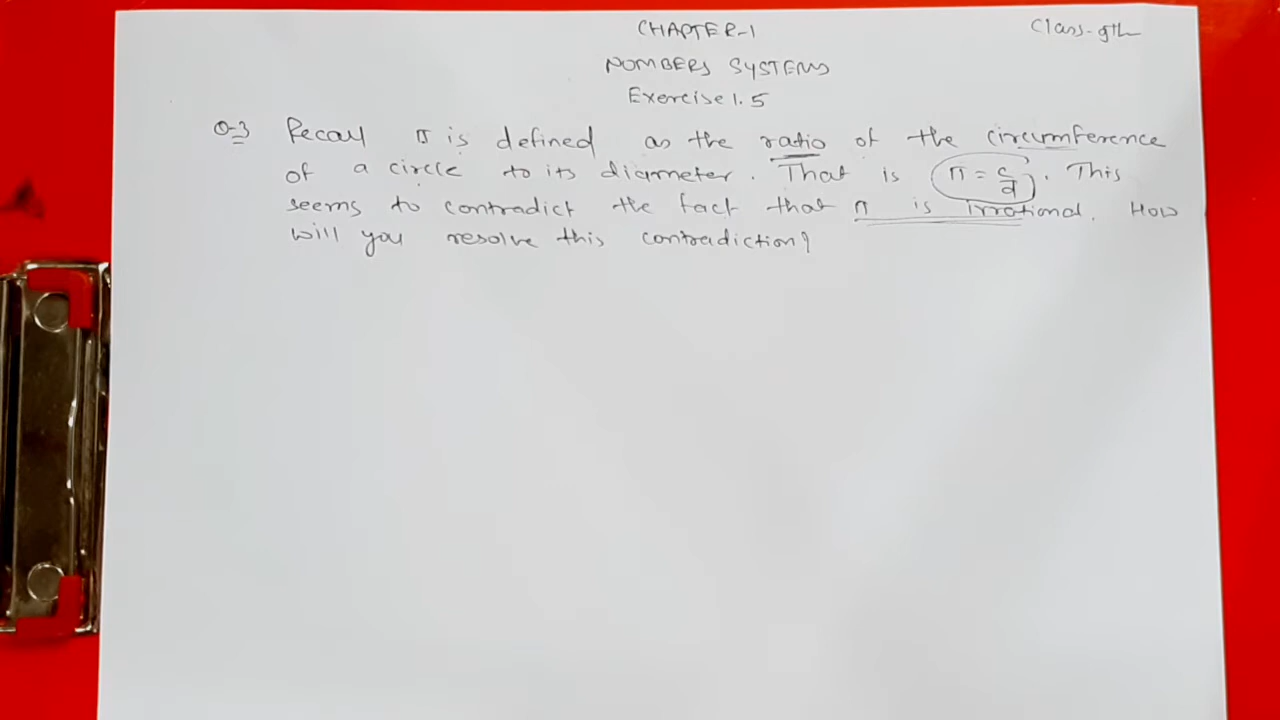 CHAPTER-1
Class-9th
NUMBERS SYSTEMS
Exercise 1.5
Q-3 Recall π is defined as the ratio of the circumference
of a circle to its diameter. That is π = c/d. This
seems to contradict the fact that π is irrational. How
will you resolve this contradiction?